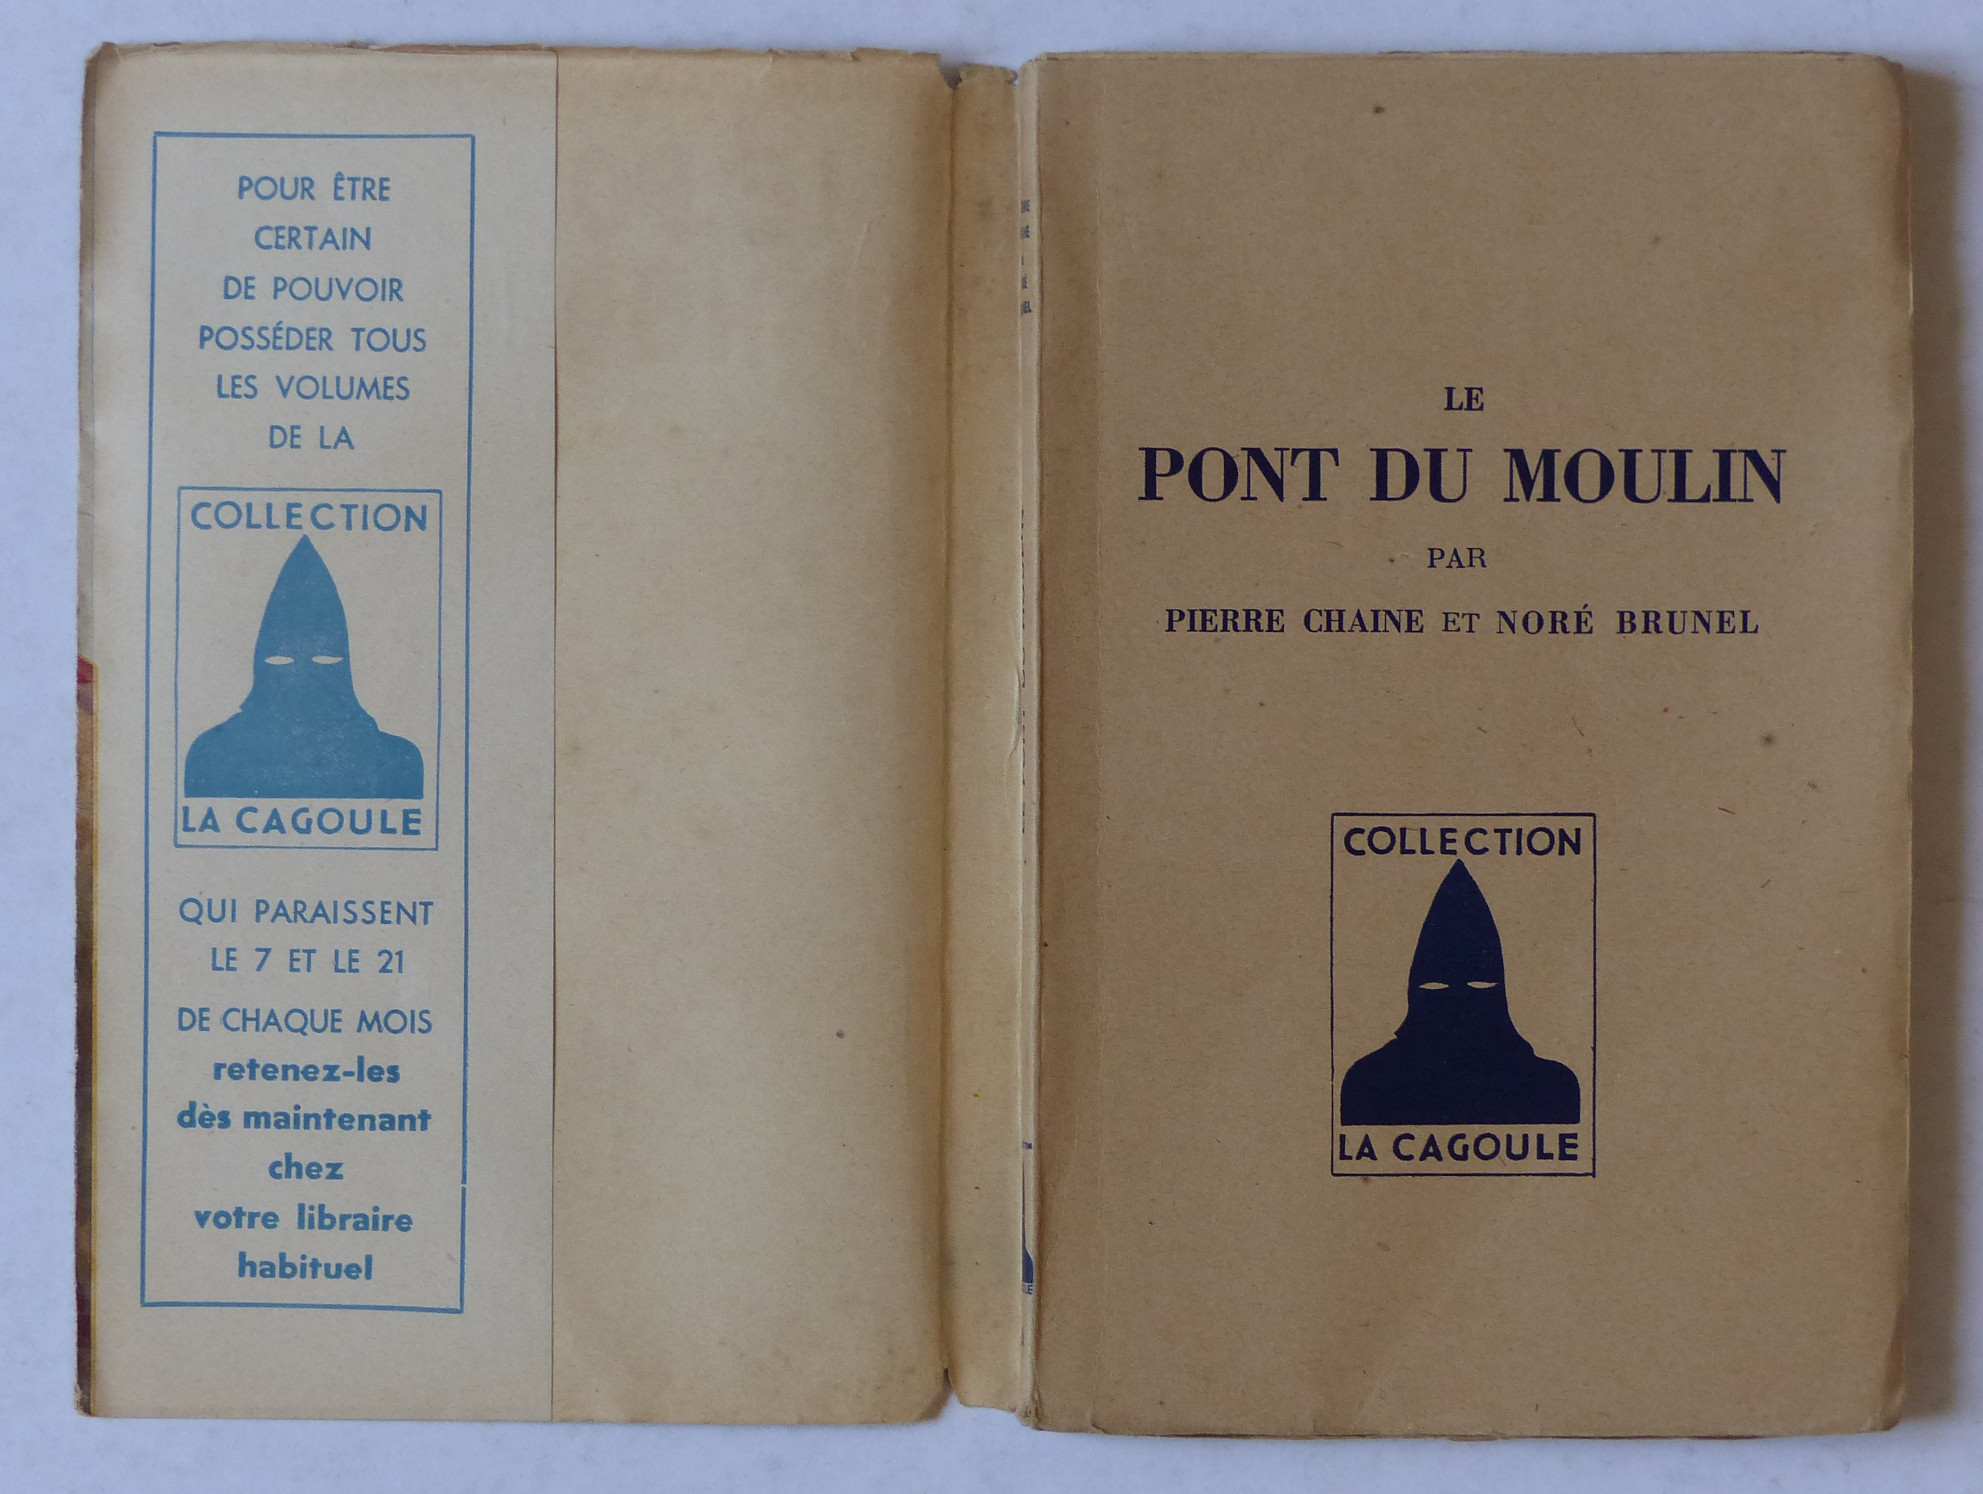 POUR ÊTRE
CERTAIN
DE POUVOIR
POSSÉDER TOUS
LES VOLUMES
DE LA
COLLECTION
LA CAGOULE
QUI PARAISSENT
LE 7 ET LE 21
DE CHAQUE MOIS
retenez-les
dès maintenant
chez
votre libraire
habituel
LE
PONT DU MOULIN
PAR
PIERRE CHAINE ET NORÉ BRUNEL
COLLECTION
LA CAGOULE